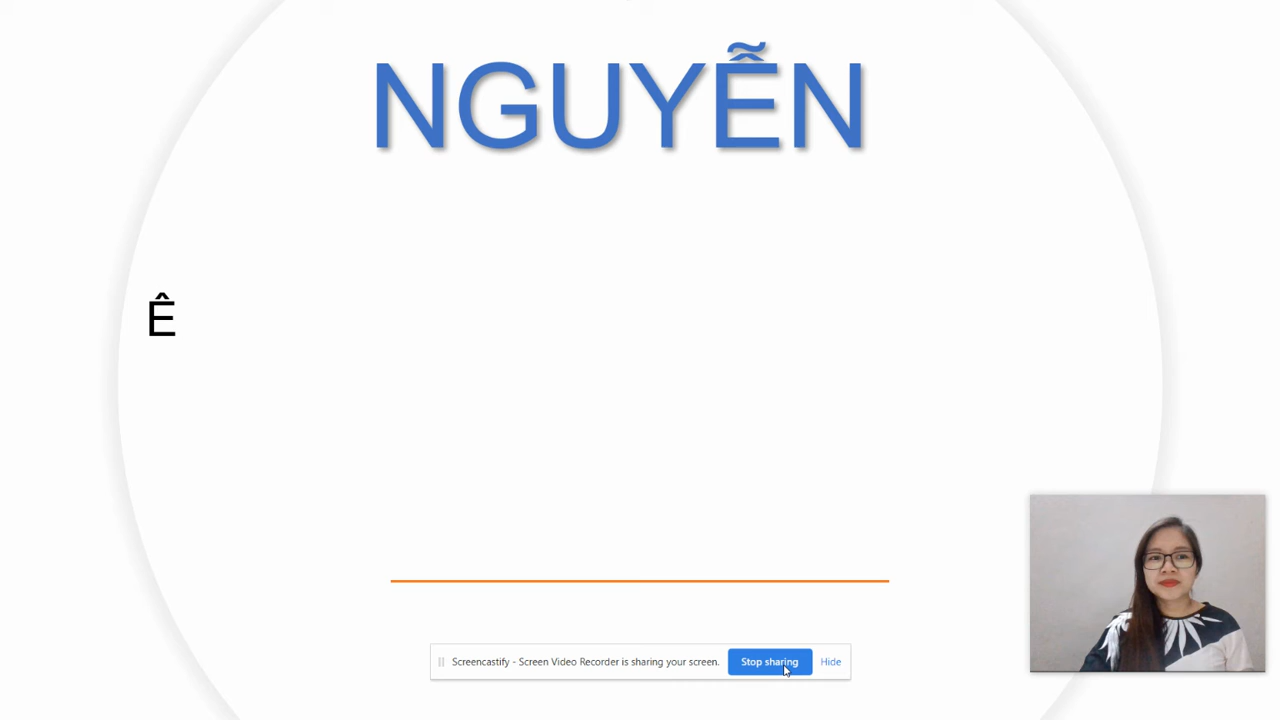 NGUYỄN
Ê
Screencastify - Screen Video Recorder is sharing your screen. Stop sharing Hide